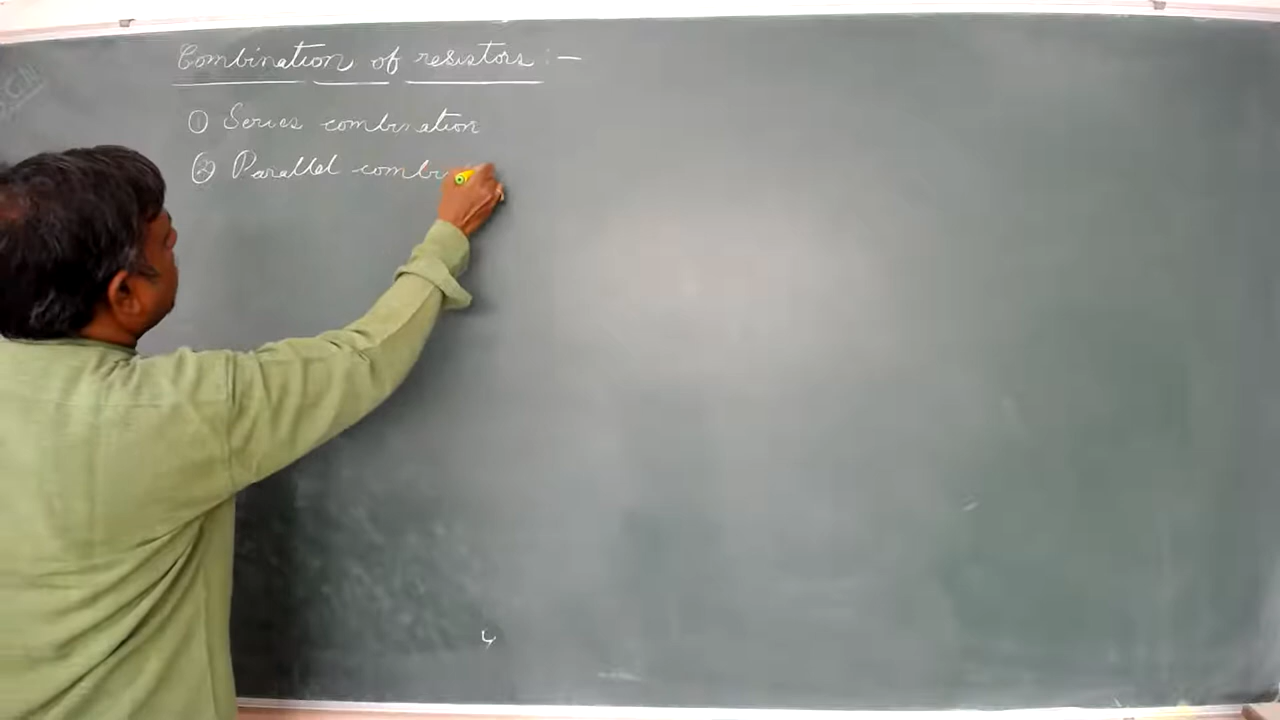 Combination of resistors :-
① Series combination
② Parallel combi